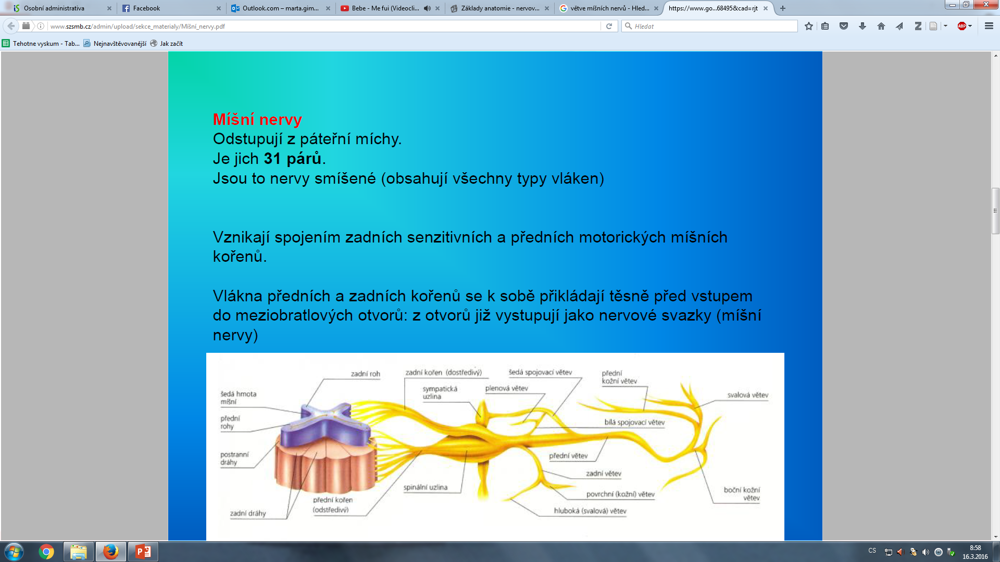 Osobní administrativa
Facebook
Outlook.com – marta.gim...
Bebe - Me fui (Videocli...
Základy anatomie - nervov...
větve míšních nervů - Hled...
https://www.go...68495&cad=rjt
www.szsmb.cz/admin/upload/sekce_materialy/Míšní_nervy.pdf
Hledat
ABP
Tehotne vyskum - Tab...
Nejnavštěvovanější
Jak začít
Míšní nervy
Odstupují z páteřní míchy.
Je jich 31 párů.
Jsou to nervy smíšené (obsahují všechny typy vláken)
Vznikají spojením zadních senzitivních a předních motorických míšních
kořenů.
Vlákna předních a zadních kořenů se k sobě přikládají těsně před vstupem
do meziobratlových otvorů: z otvorů již vystupují jako nervové svazky (míšní
nervy)
zadní roh
zadní kořen (dostředivý)
šedá spojovací větev
přední
kožní větev
sympatická
uzlina
plenová větev
šedá hmota
míšní
svalová větev
přední
rohy
bílá spojovací větev
postranní
dráhy
přední větev
zadní větev
spinální uzlina
povrchní (kožní) větev
boční kožní
větev
přední kořen
(odstředivý)
zadní dráhy
hluboká (svalová) větev
CS
8:58
16.3.2016